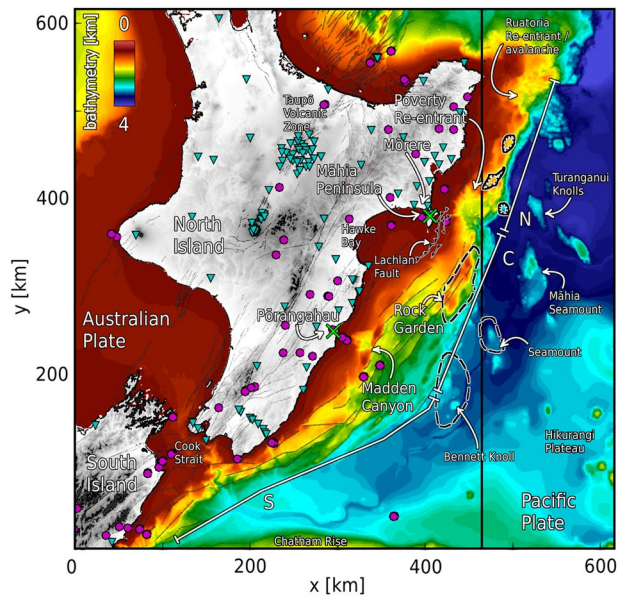 600
0
bathymetry [km]
4
Ruatoria
Re-entrant /
avalanche
Taupō
Volcanic
Zone
Poverty
Re-entrant
Mōrere
Māhia
Peninsula
Turanganui
Knolls
400
North
Island
Hawke
Bay
N
Lachlan
Fault
C
y [km]
Australian
Plate
Pōrangahau
Rock
Garden
Māhia
Seamount
Seamount
200
Madden
Canyon
South
Island
Cook
Strait
Bennett Knoll
Hikurangi
Plateau
S
Pacific
Plate
Chatham Rise
0
0
200
400
600
x [km]